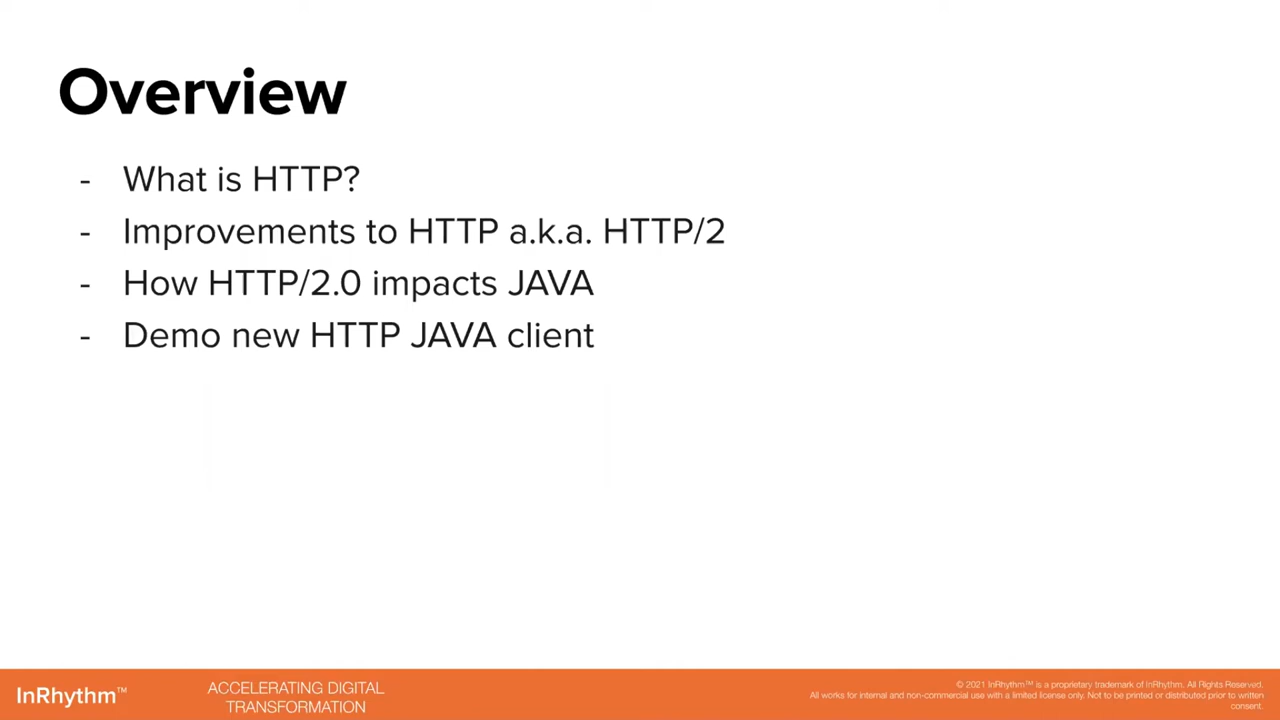 Overview
- What is HTTP?
- Improvements to HTTP a.k.a. HTTP/2
- How HTTP/2.0 impacts JAVA
- Demo new HTTP JAVA client
InRhythm™
ACCELERATING DIGITAL
TRANSFORMATION
© 2021 InRhythm™ is a proprietary trademark of InRhythm. All Rights Reserved.
All works for internal and non-commercial use with a limited license only. Not to be printed or distributed prior to written
consent.